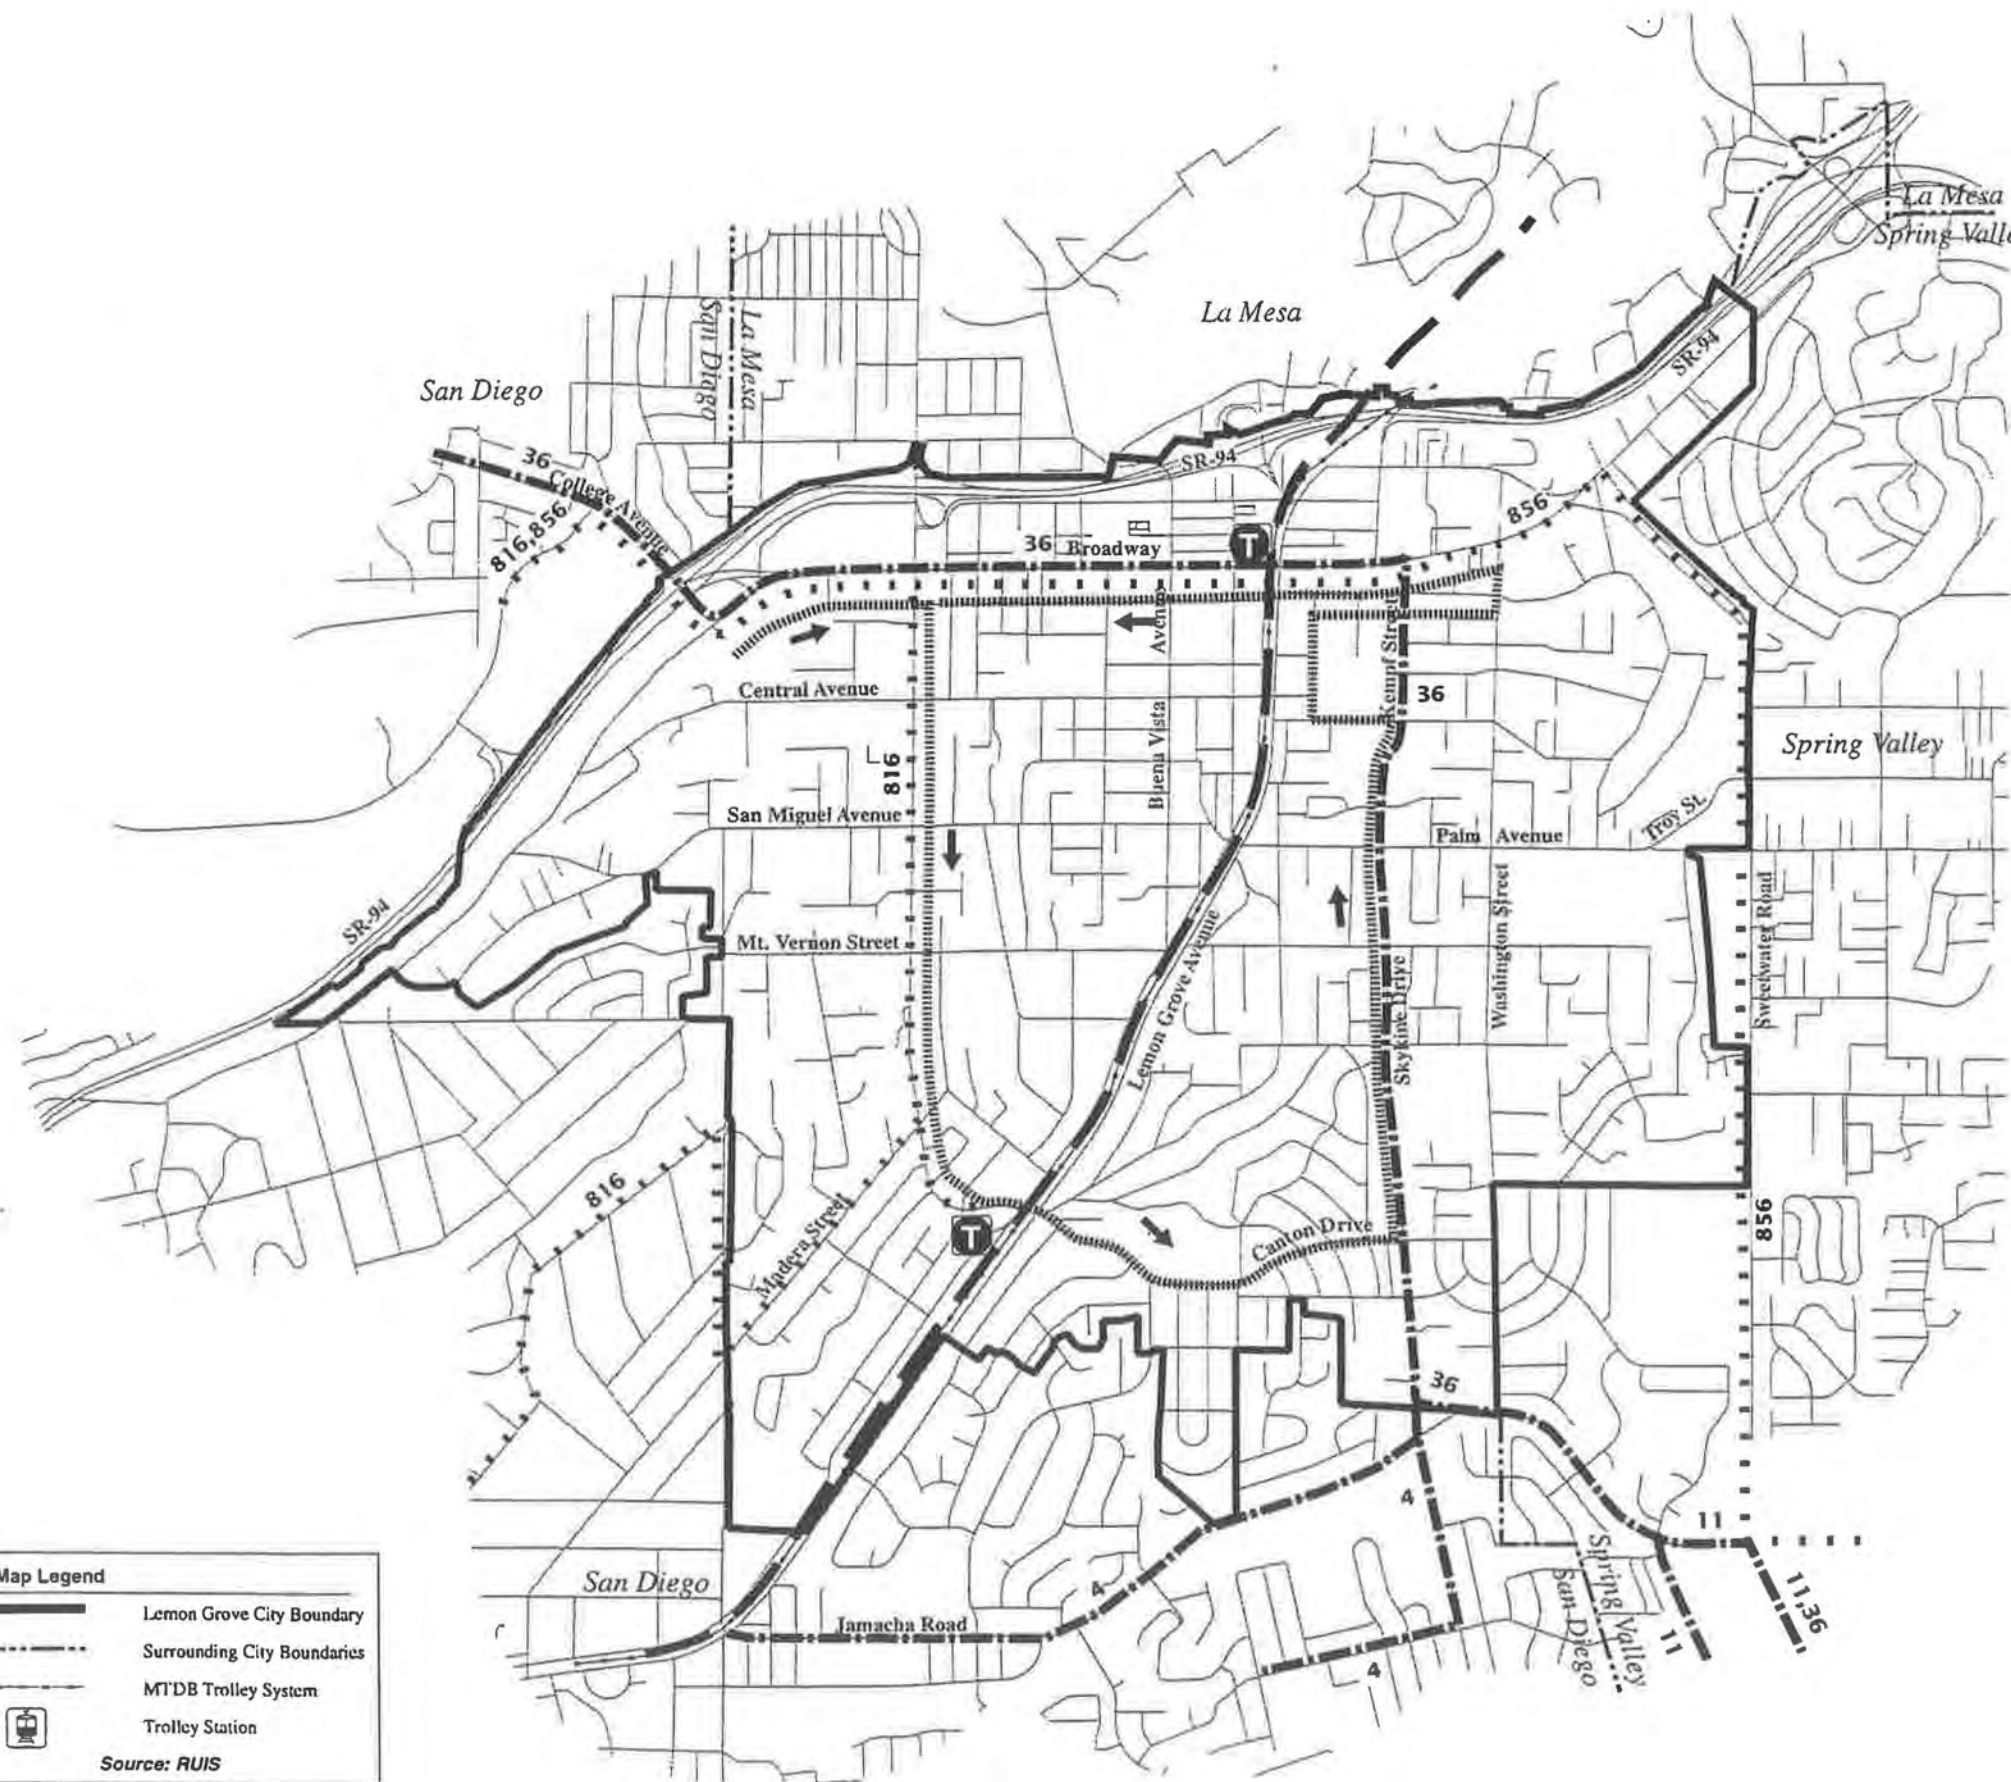 La Mesa
Spring Valle
La Mesa
San Diego
La Mesa
San Diego
SR-94
36
College Avenue
SR-94
816,856
856
36 Broadway
T
Kempf Street
36
Central Avenue
Avenue
Buena Vista
816
Spring Valley
San Miguel Avenue
Palm Avenue
Troy St.
SR-94
Mt. Vernon Street
Lemon Grove Avenue
Skykine Drive
Washington Street
Sweetwater Road
816
Madera Street
T
Canton Drive
856
36
4
11
San Diego
Spring Valley
San Diego
4
Jamacha Road
11
11,36
4
Map Legend
Lemon Grove City Boundary
Surrounding City Boundaries
MTDB Trolley System
Trolley Station
Source: RUIS